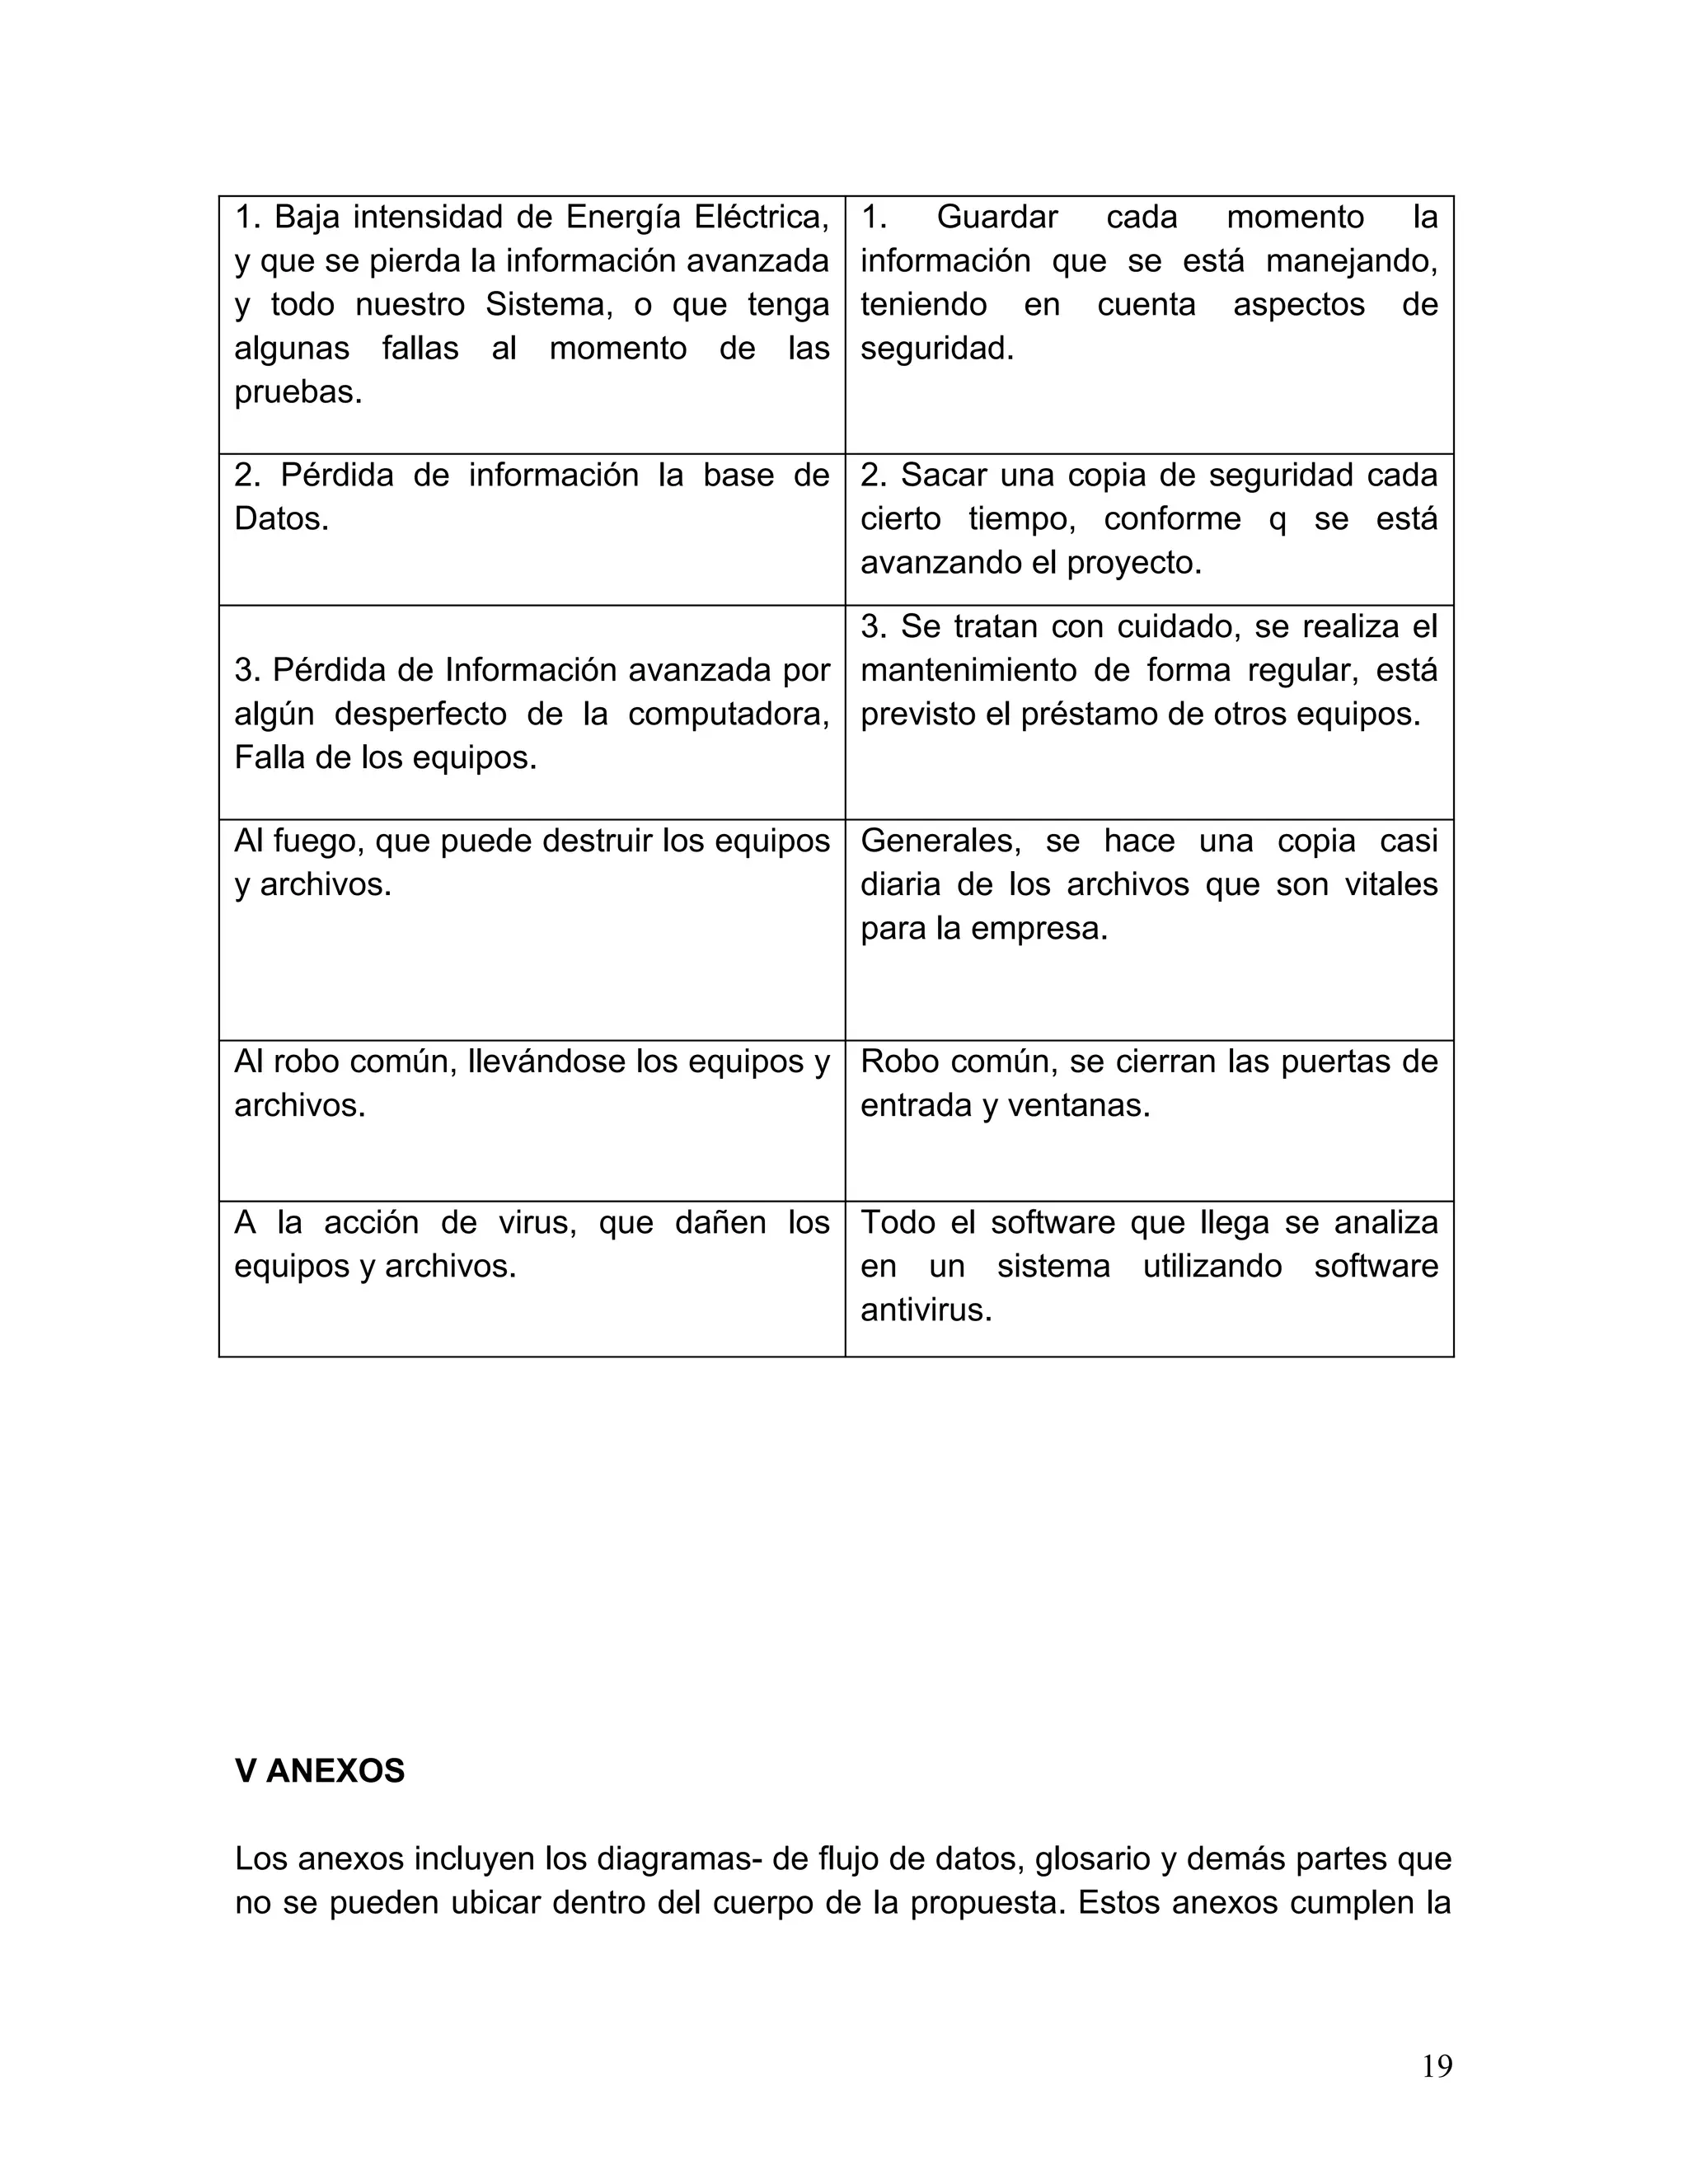 1. Baja intensidad de Energía Eléctrica,
y que se pierda la información avanzada
y todo nuestro Sistema, o que tenga
algunas fallas al momento de las
pruebas.
1. Guardar cada momento la
información que se está manejando,
teniendo en cuenta aspectos de
seguridad.
2. Pérdida de información la base de
Datos.
2. Sacar una copia de seguridad cada
cierto tiempo, conforme q se está
avanzando el proyecto.
3. Pérdida de Información avanzada por
algún desperfecto de la computadora,
Falla de los equipos.
3. Se tratan con cuidado, se realiza el
mantenimiento de forma regular, está
previsto el préstamo de otros equipos.
Al fuego, que puede destruir los equipos
y archivos.
Generales, se hace una copia casi
diaria de los archivos que son vitales
para la empresa.
Al robo común, llevándose los equipos y
archivos.
Robo común, se cierran las puertas de
entrada y ventanas.
A la acción de virus, que dañen los
equipos y archivos.
Todo el software que llega se analiza
en un sistema utilizando software
antivirus.
V ANEXOS
Los anexos incluyen los diagramas- de flujo de datos, glosario y demás partes que
no se pueden ubicar dentro del cuerpo de la propuesta. Estos anexos cumplen la
19